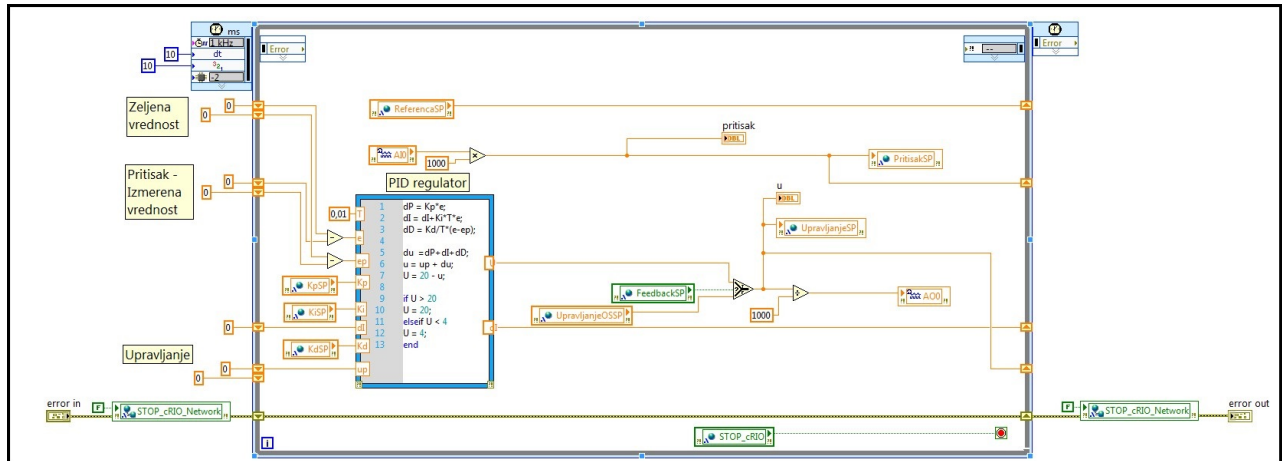 ms
1 kHz
dt
10
10
-2
Error
--
Error
Zeljena
vrednost
0
0
ReferencaSP
pritisak
DBL
AI0
1000
PritisakSP
Pritisak -
Izmerena
vrednost
0
0
PID regulator
u
DBL
0,01
T
e
ep
Kp
Ki
dI
Kd
up
1 dP = Kp*e;
2 dI = dI+Ki*T*e;
3 dD = Kd/T*(e-ep);
4
5 du =dP+dI+dD;
6 u = up + du;
7 U = 20 - u;
8
9 if U > 20
10 U = 20;
11 elseif U < 4
12 U = 4;
13 end
U
dI
UpravljanjeSP
KpSP
KiSP
KdSP
FeedbackSP
UpravljanjeOSSP
1000
AO0
0
Upravljanje
0
0
error in
F
STOP_cRIO_Network
i
STOP_cRIO
F
STOP_cRIO_Network
error out